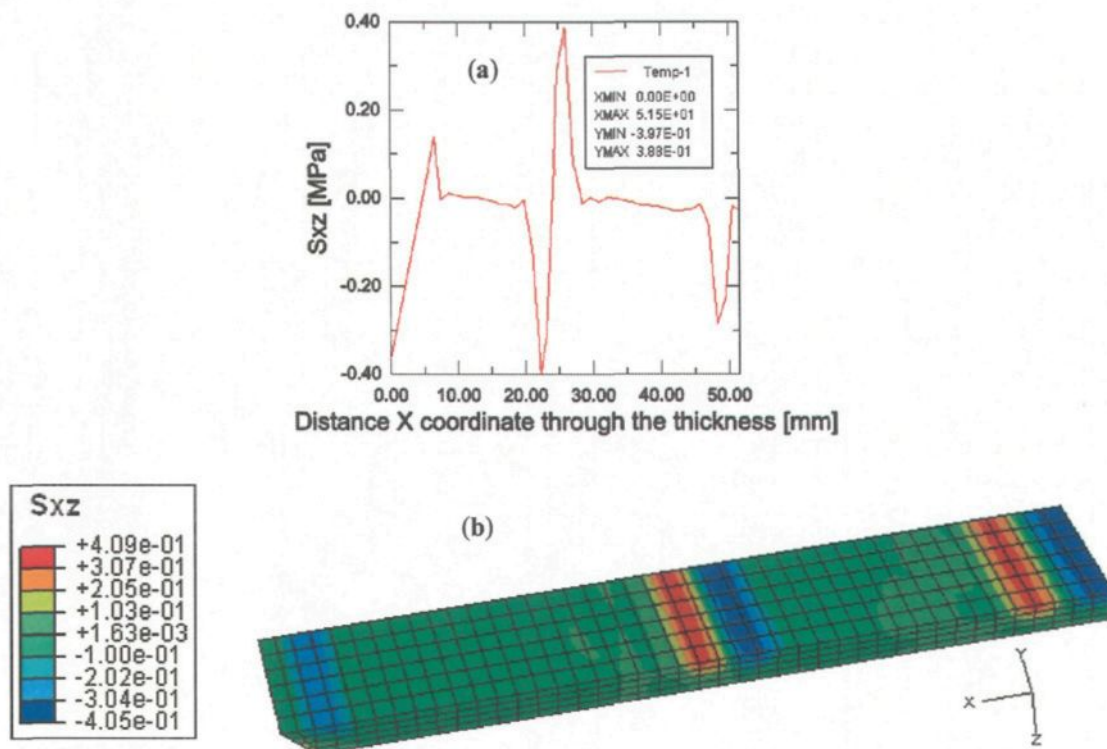 0.40
(a)
Temp-1
XMIN 0.00E+00
XMAX 5.15E+01
YMIN -3.97E-01
YMAX 3.88E-01
0.20
Sxz [MPa]
0.00
-0.20
-0.40
0.00 10.00 20.00 30.00 40.00 50.00
Distance X coordinate through the thickness [mm]
(b)
Sxz
+4.09e-01
+3.07e-01
+2.05e-01
+1.03e-01
+1.63e-03
-1.00e-01
-2.02e-01
-3.04e-01
-4.05e-01
Y
X
Z